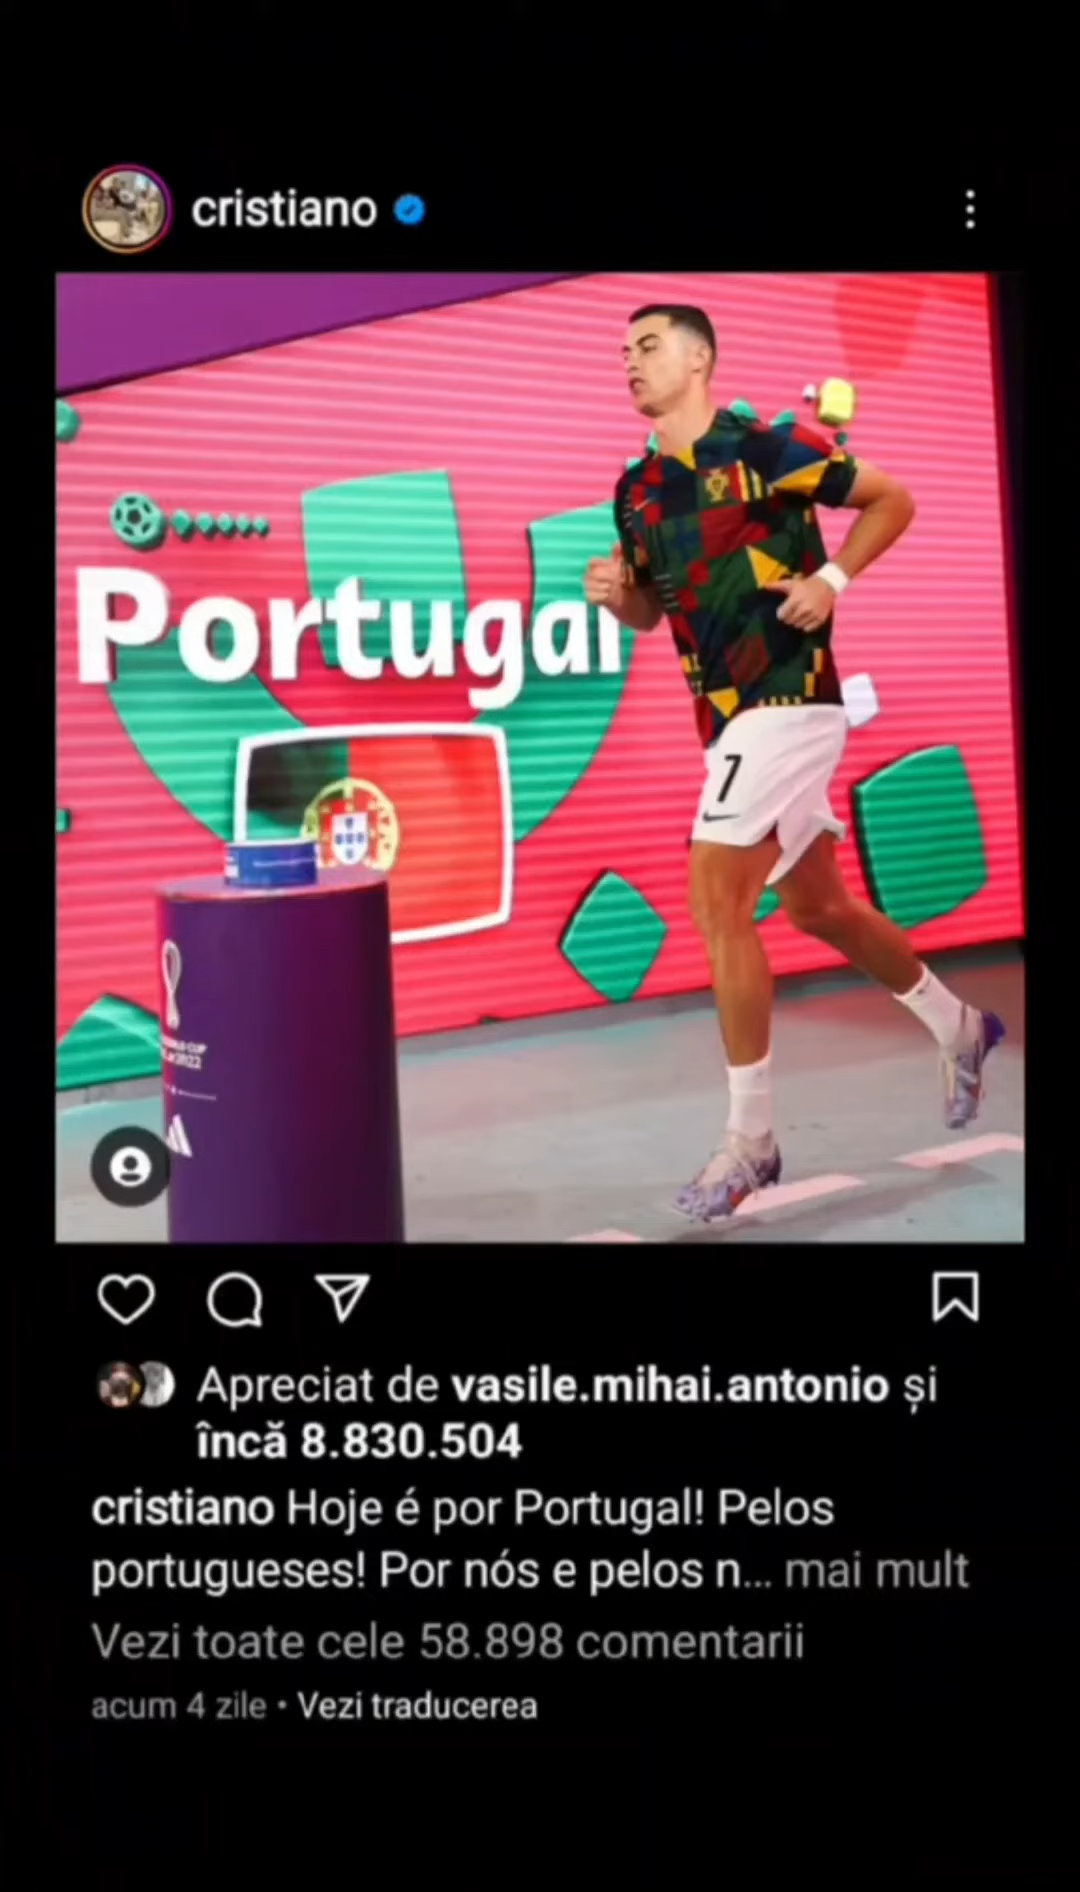 cristiano
Portugal
7
Apreciat de vasile.mihai.antonio și
încă 8.830.504
cristiano Hoje é por Portugal! Pelos
portugueses! Por nós e pelos n... mai mult
Vezi toate cele 58.898 comentarii
acum 4 zile • Vezi traducerea